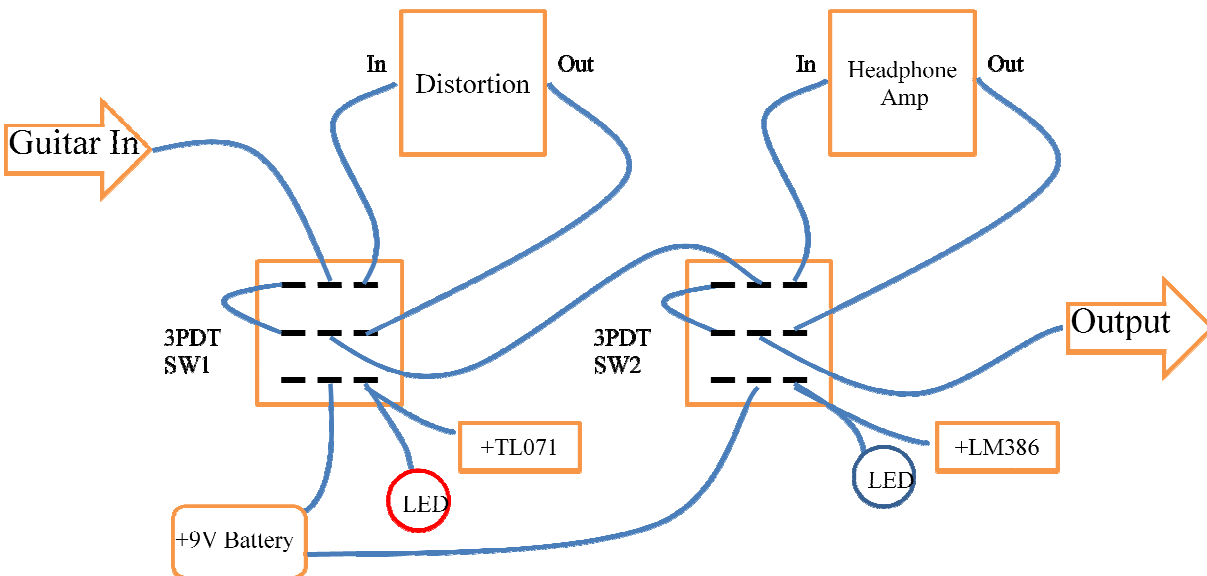 In
Distortion
Out
In
Headphone
Amp
Out
Guitar In
3PDT
SW1
3PDT
SW2
Output
+TL071
+LM386
LED
LED
+9V Battery